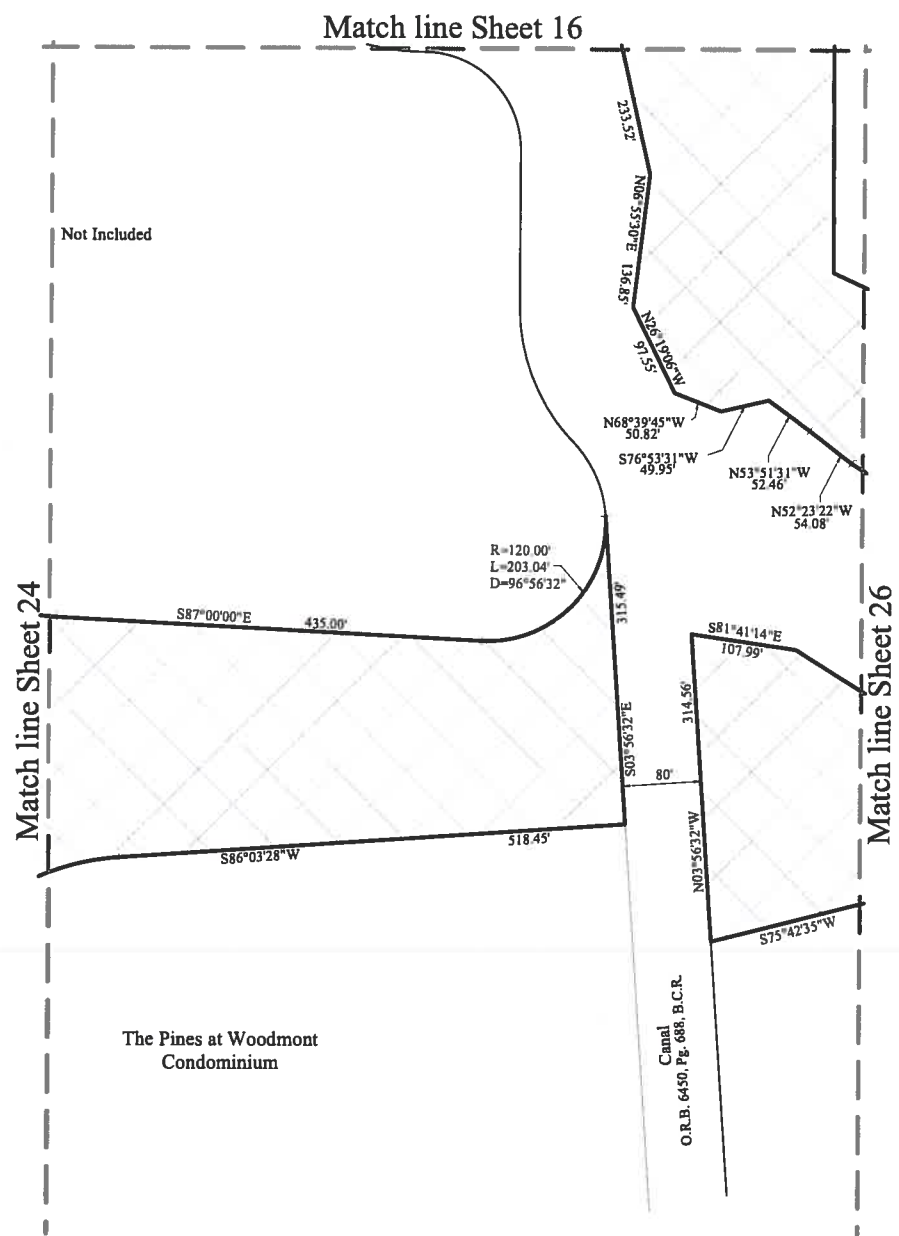 Match line Sheet 16
233.52'
N06°55'30"E 136.85'
Not Included
N26°19'06"W
97.55'
N68°39'45"W
50.82'
S76°53'31"W
49.95'
N53°51'31"W
52.46'
N52°23'22"W
54.08'
R=120.00'
L=203.04'
D=96°56'32"
S87°00'00"E 435.00'
315.49'
S03°56'32"E
S81°41'14"E
107.99'
314.56'
80'
N03°56'32"W
Match line Sheet 24
Match line Sheet 26
S86°03'28"W 518.45'
S75°42'35"W
The Pines at Woodmont
Condominium
Canal
O.R.B. 6450, Pg. 688, B.C.R.